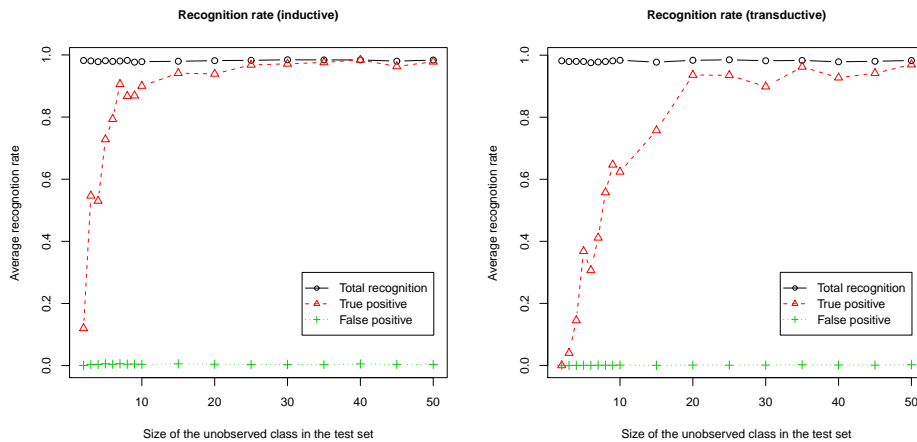 Recognition rate (inductive)
Average recognotion rate
0.0
0.2
0.4
0.6
0.8
1.0
Total recognition
True positive
False positive
10
20
30
40
50
Size of the unobserved class in the test set
Recognition rate (transductive)
Average recognotion rate
0.0
0.2
0.4
0.6
0.8
1.0
Total recognition
True positive
False positive
10
20
30
40
50
Size of the unobserved class in the test set